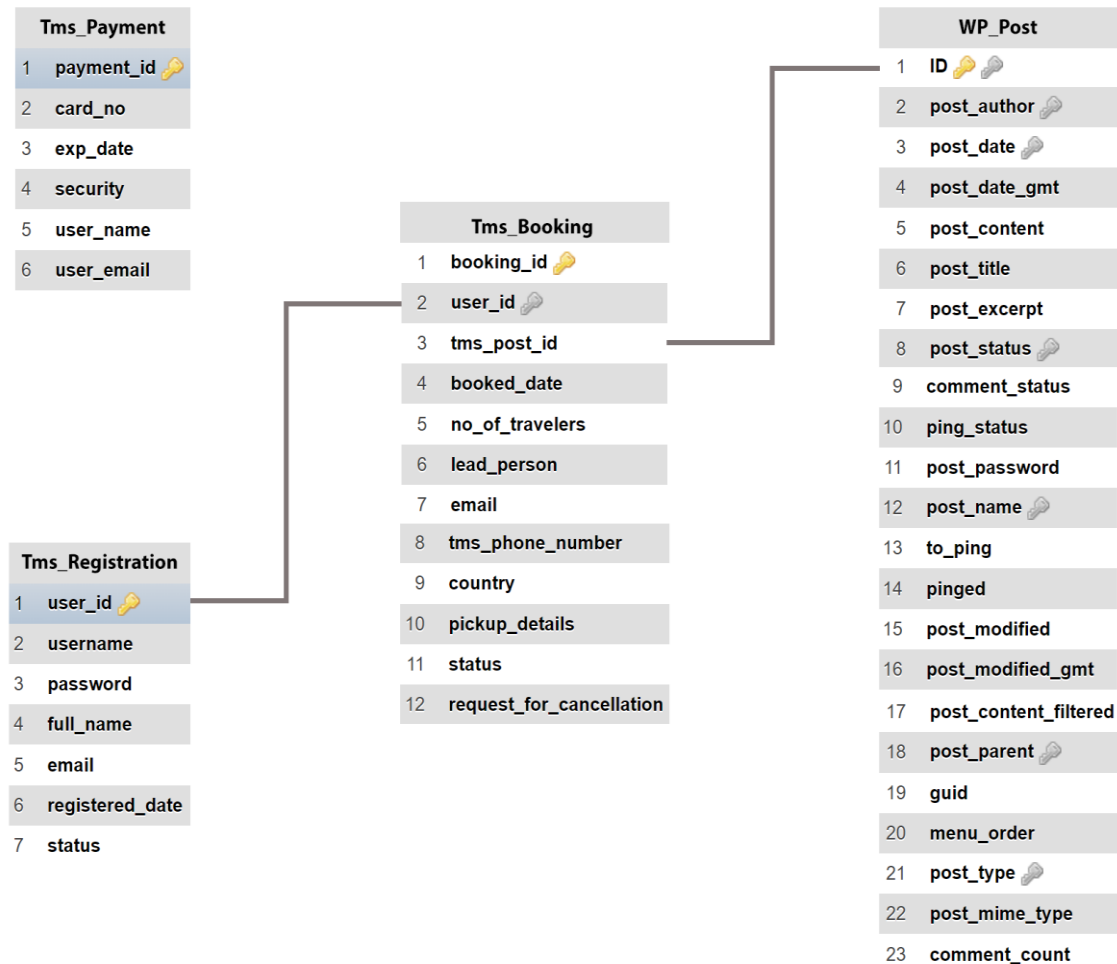 Tms_Payment
1 payment_id
2 card_no
3 exp_date
4 security
5 user_name
6 user_email
Tms_Registration
1 user_id
2 username
3 password
4 full_name
5 email
6 registered_date
7 status
Tms_Booking
1 booking_id
2 user_id
3 tms_post_id
4 booked_date
5 no_of_travelers
6 lead_person
7 email
8 tms_phone_number
9 country
10 pickup_details
11 status
12 request_for_cancellation
WP_Post
1 ID
2 post_author
3 post_date
4 post_date_gmt
5 post_content
6 post_title
7 post_excerpt
8 post_status
9 comment_status
10 ping_status
11 post_password
12 post_name
13 to_ping
14 pinged
15 post_modified
16 post_modified_gmt
17 post_content_filtered
18 post_parent
19 guid
20 menu_order
21 post_type
22 post_mime_type
23 comment_count